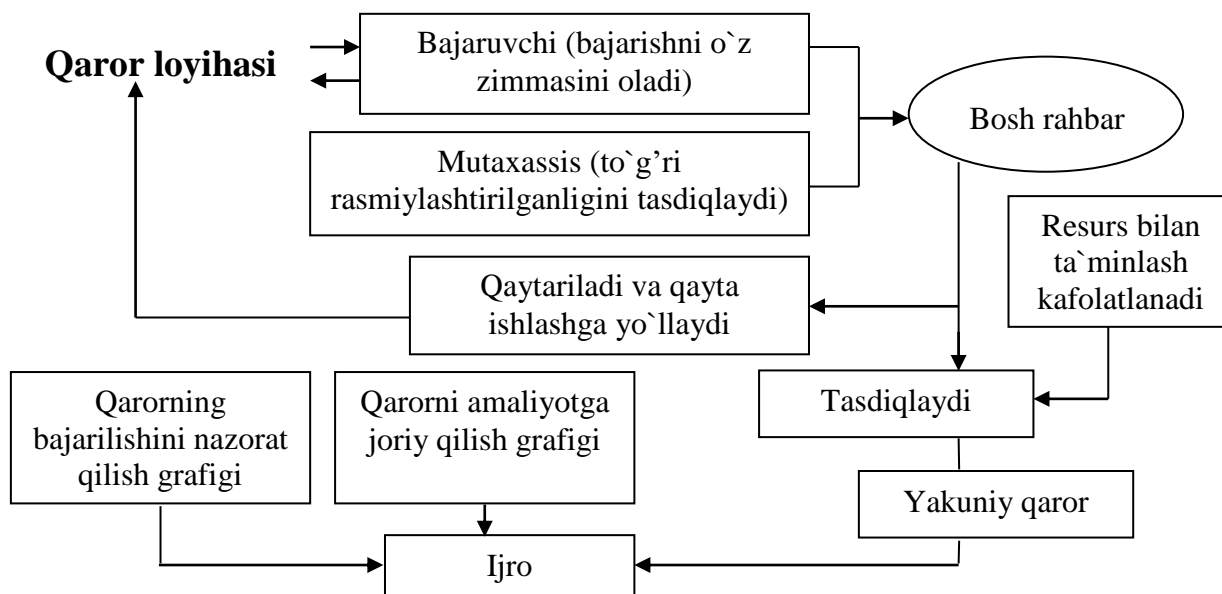 Qaror loyihasi
Bajaruvchi (bajarishni o`z
zimmasini oladi)
Bosh rahbar
Mutaxassis (to`g’ri
rasmiylashtirilganligini tasdiqlaydi)
Resurs bilan
ta`minlash
kafolatlanadi
Qaytariladi va qayta
ishlashga yo`llaydi
Qarorning
bajarilishini nazorat
qilish grafigi
Qarorni amaliyotga
joriy qilish grafigi
Tasdiqlaydi
Yakuniy qaror
Ijro